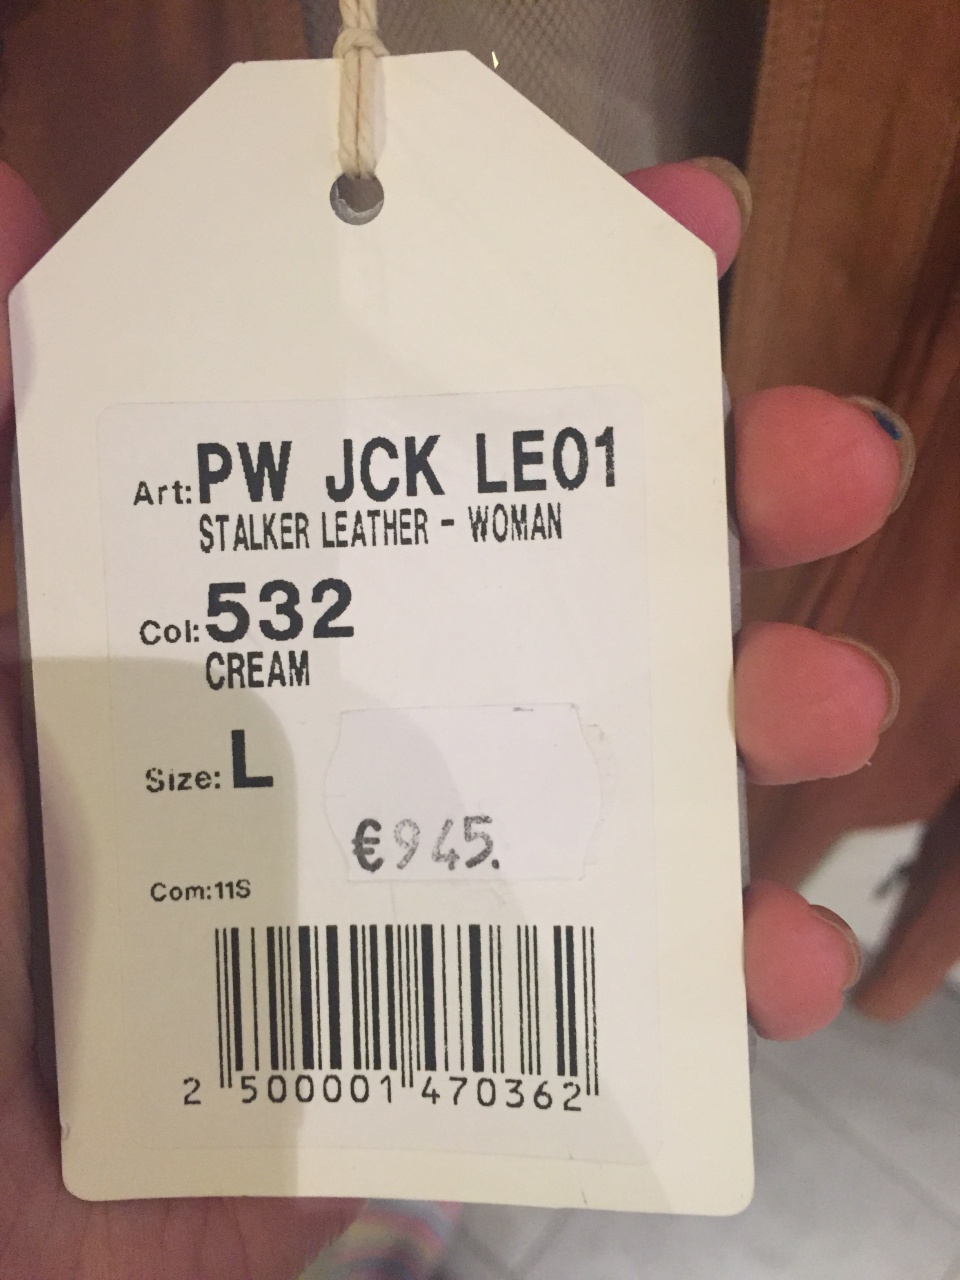 Art: PW JCK LE01
STALKER LEATHER - WOMAN
Col: 532
CREAM
Size: L
€945.
Com:11S
2 500001 470362